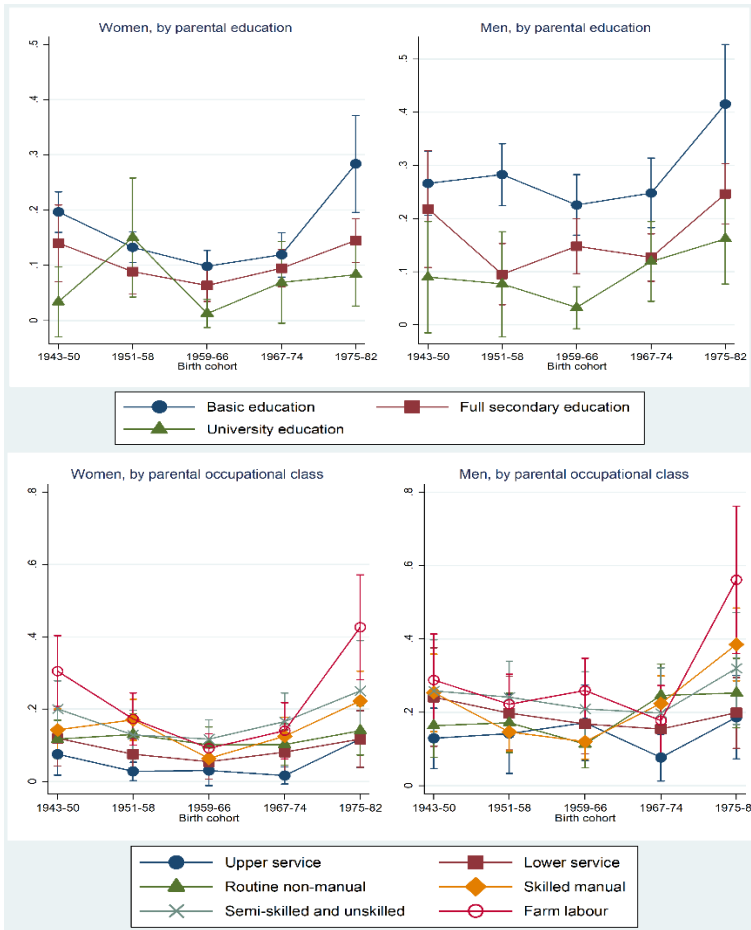 Women, by parental education
Men, by parental education
.5
.4
.3
.2
.1
0
.5
.4
.3
.2
.1
0
1943-50 1951-58 1959-66 1967-74 1975-82
Birth cohort
1943-50 1951-58 1959-66 1967-74 1975-82
Birth cohort
Basic education Full secondary education
University education
Women, by parental occupational class
Men, by parental occupational class
.8
.6
.4
.2
0
.8
.6
.4
.2
0
1943-50 1951-58 1959-66 1967-74 1975-82
Birth cohort
1943-50 1951-58 1959-66 1967-74 1975-8
Birth cohort
Upper service Lower service
Routine non-manual Skilled manual
Semi-skilled and unskilled Farm labour